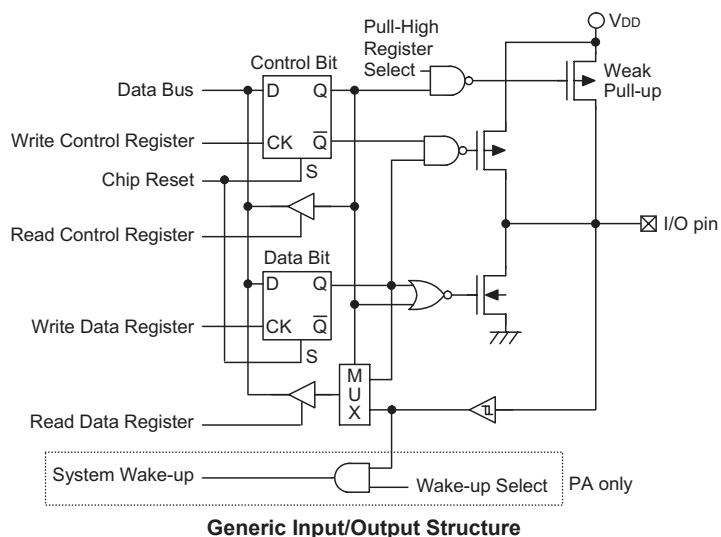 VDD
Pull-High
Register
Select
Weak
Pull-up
Control Bit
Data Bus
D
Q
Write Control Register
CK
Q
Chip Reset
S
I/O pin
Read Control Register
Data Bit
D
Q
Write Data Register
CK
Q
S
M
U
X
Read Data Register
System Wake-up
Wake-up Select
PA only
Generic Input/Output Structure